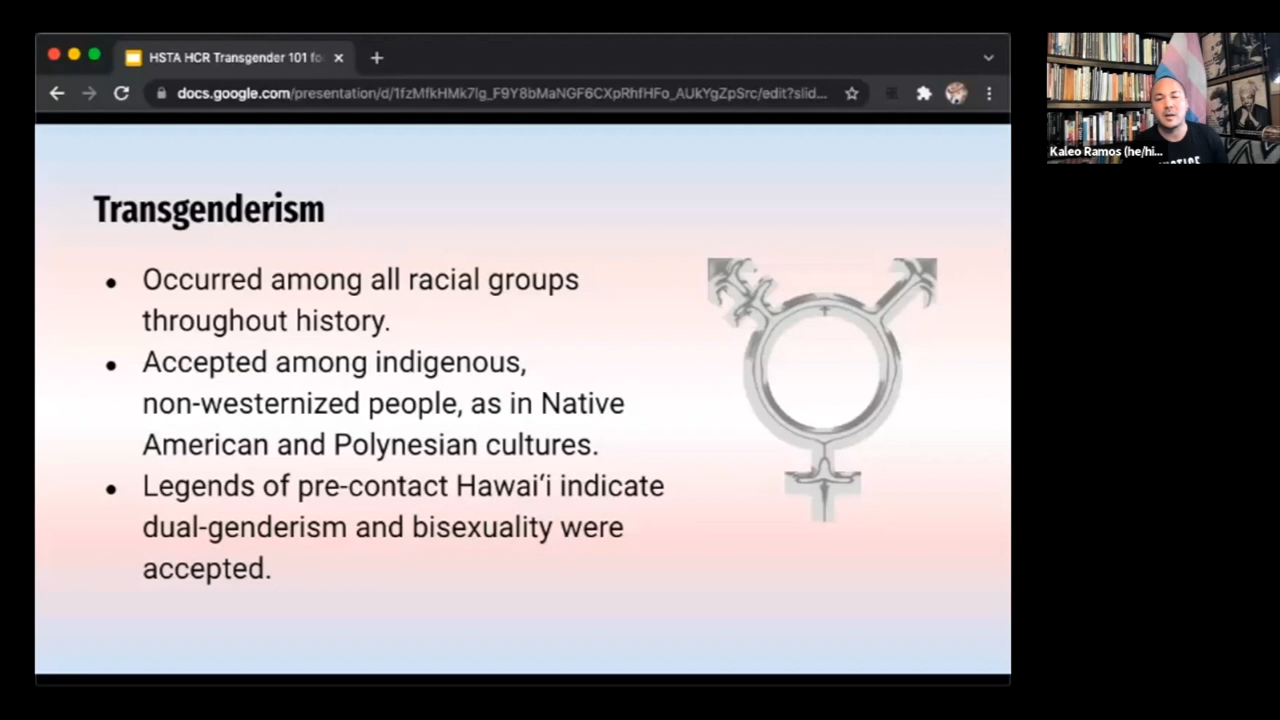 HSTA HCR Transgender 101 fo
docs.google.com/presentation/d/1fzMfkHMk7lg_F9Y8bMaNGF6CXpRhfHFo_AUkYgZpSrc/edit?slid...
Transgenderism
• Occurred among all racial groups
throughout history.
• Accepted among indigenous,
non-westernized people, as in Native
American and Polynesian cultures.
• Legends of pre-contact Hawaiʻi indicate
dual-genderism and bisexuality were
accepted.
Kaleo Ramos (he/hi...